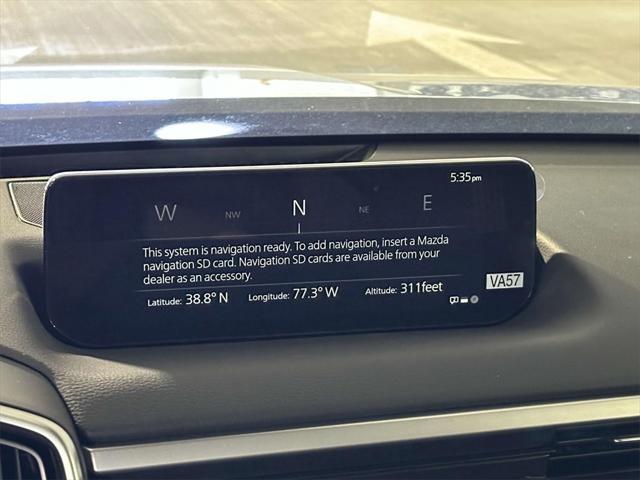 5:35pm
W NW N NE E
This system is navigation ready. To add navigation, insert a Mazda
navigation SD card. Navigation SD cards are available from your
dealer as an accessory.
Latitude: 38.8° N Longitude: 77.3° W Altitude: 311feet
VA57